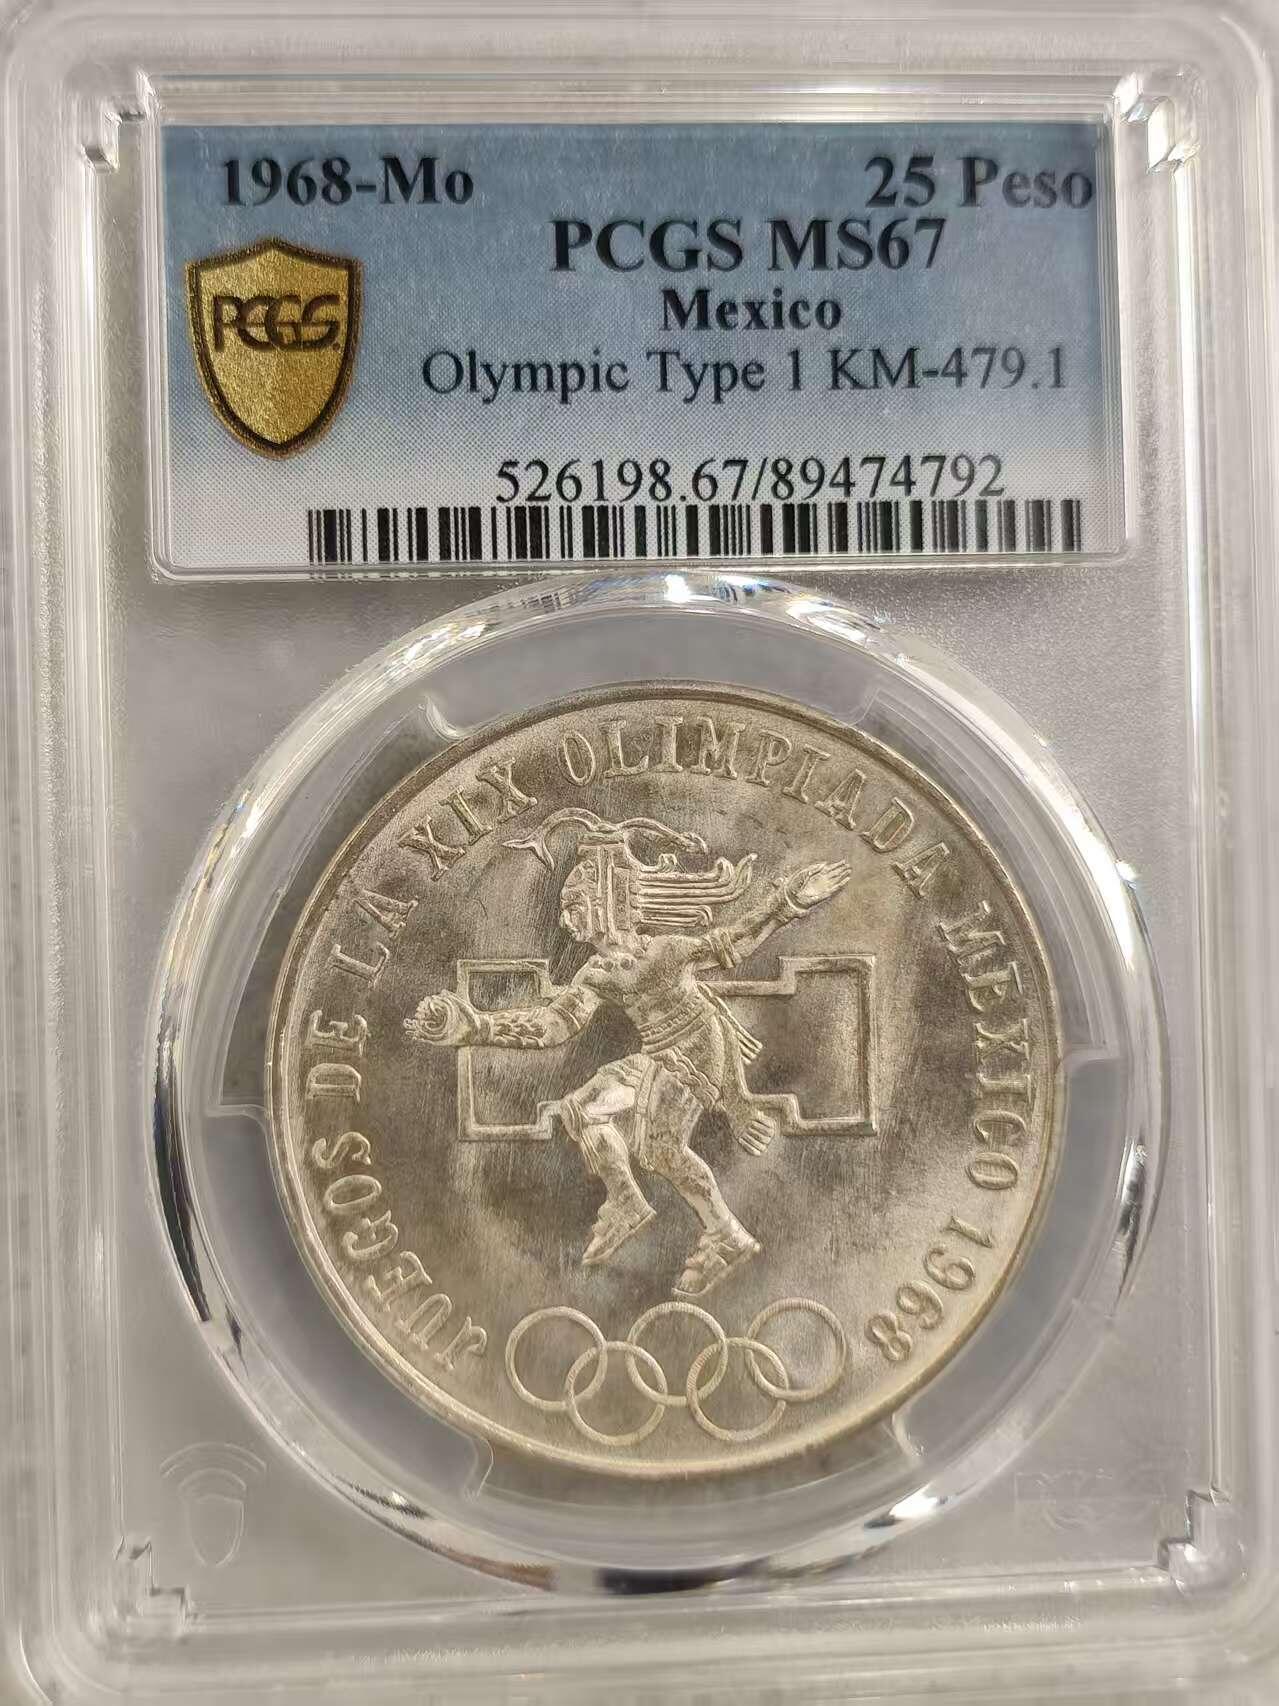 1968-Mo 25 Peso
PCGS MS67
Mexico
PCGS
Olympic Type 1 KM-479.1
526198.67/89474792
JUEGOS DE LA XIX OLIMPIADA MEXICO 1968